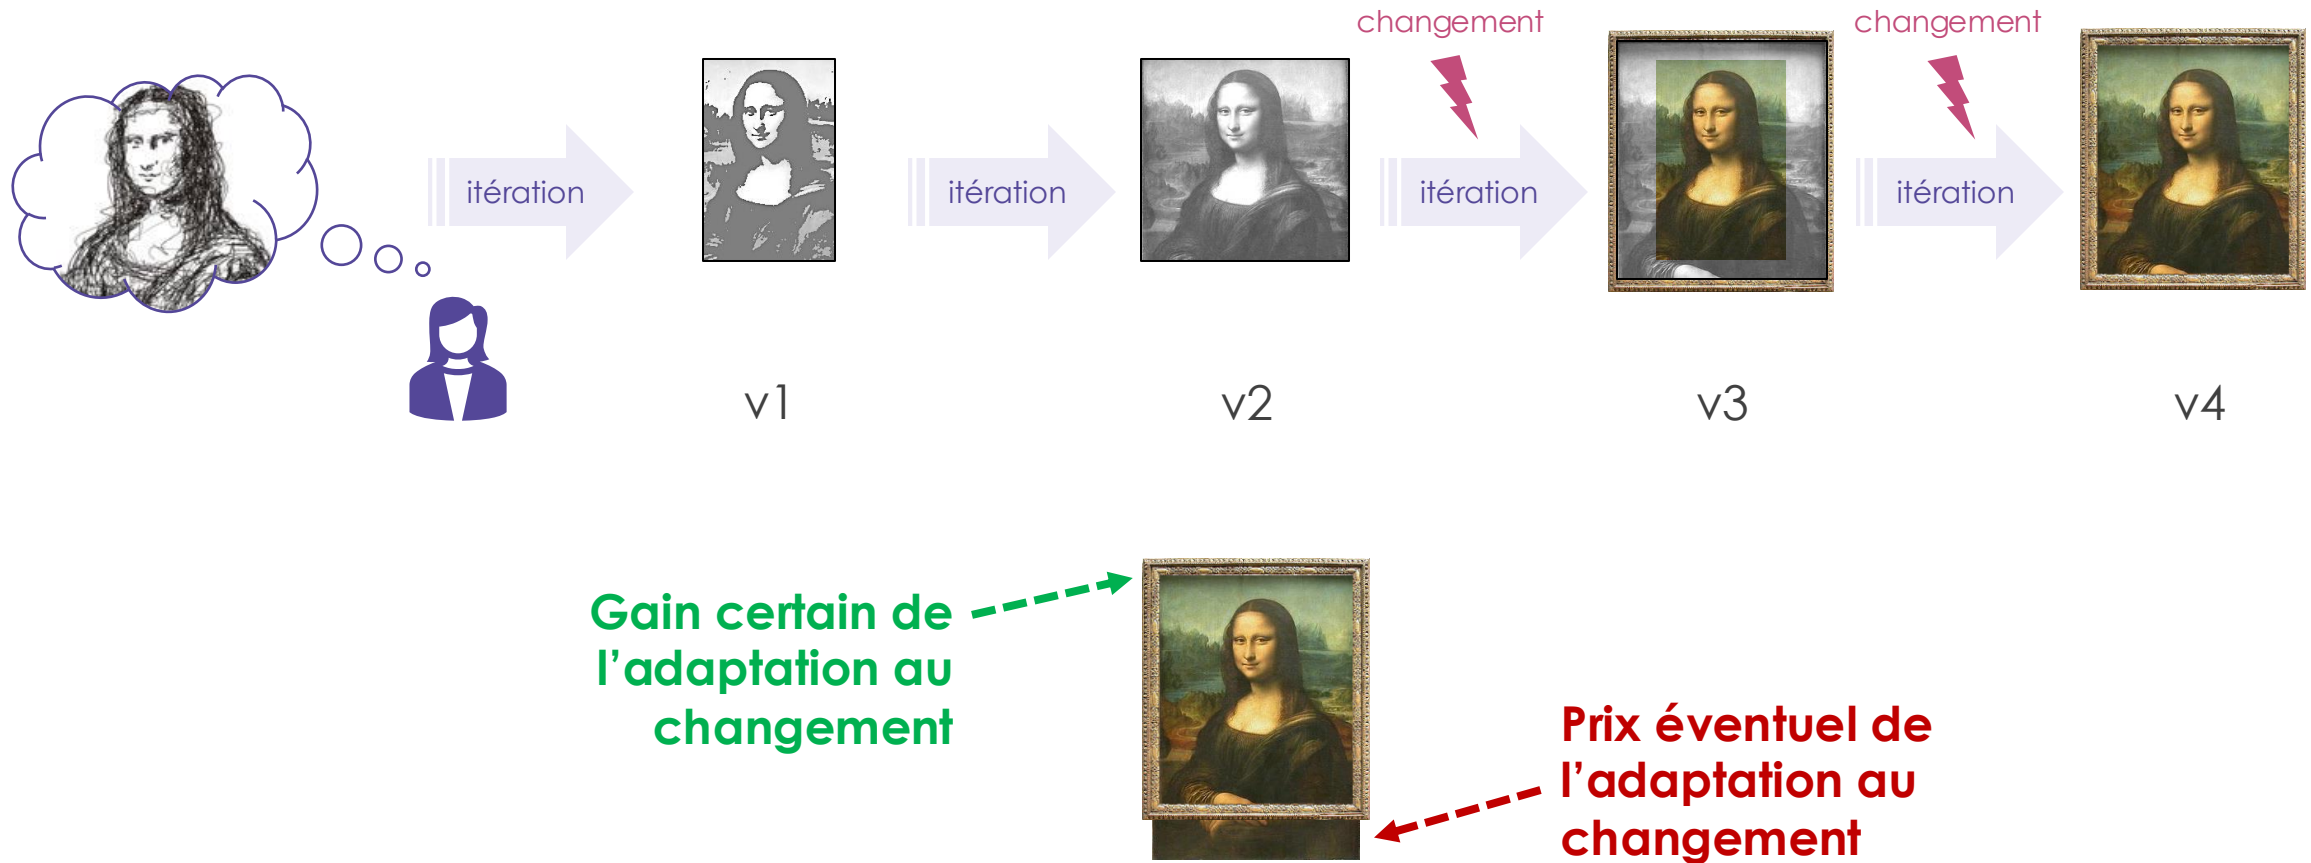 changement
changement
itération
itération
itération
itération
v1
v2
v3
v4
Gain certain de
l’adaptation au
changement
Prix éventuel de
l’adaptation au
changement